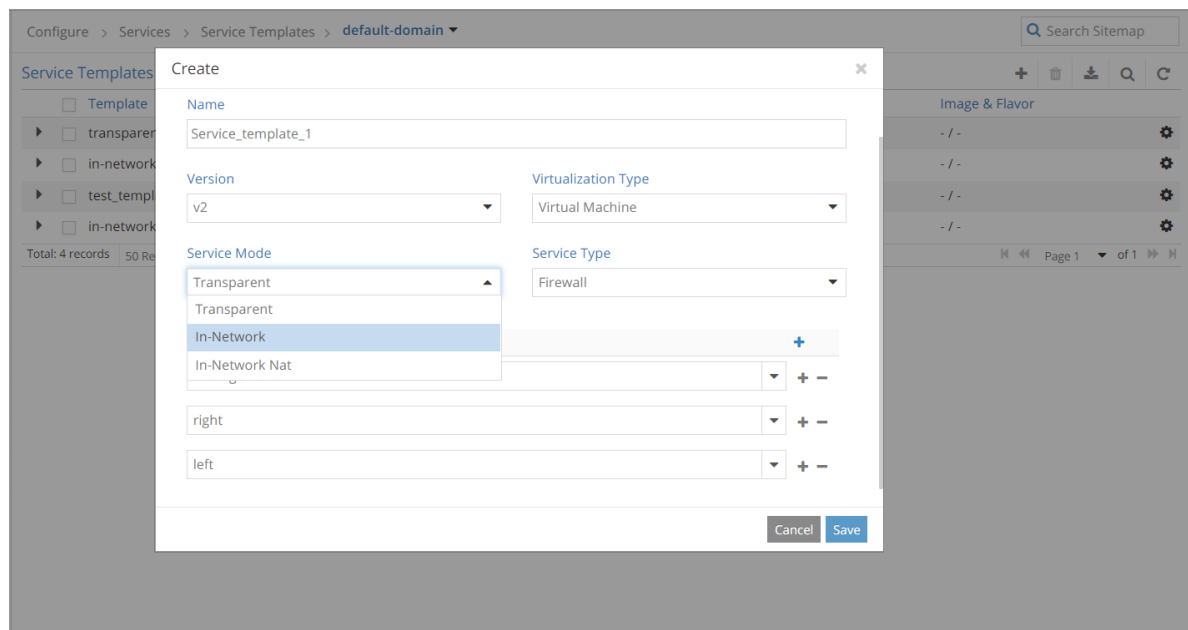 Configure > Services > Service Templates > default-domain
Search Sitemap
Service Templates
Create
Template
Image & Flavor
Name
transparen
Service_template_1
- / -
in-network
- / -
Version
Virtualization Type
test_templ
v2
Virtual Machine
- / -
in-network
- / -
Total: 4 records
50 Re
Service Mode
Service Type
Page 1 of 1
Transparent
Firewall
Transparent
In-Network
In-Network Nat
right
left
Cancel
Save